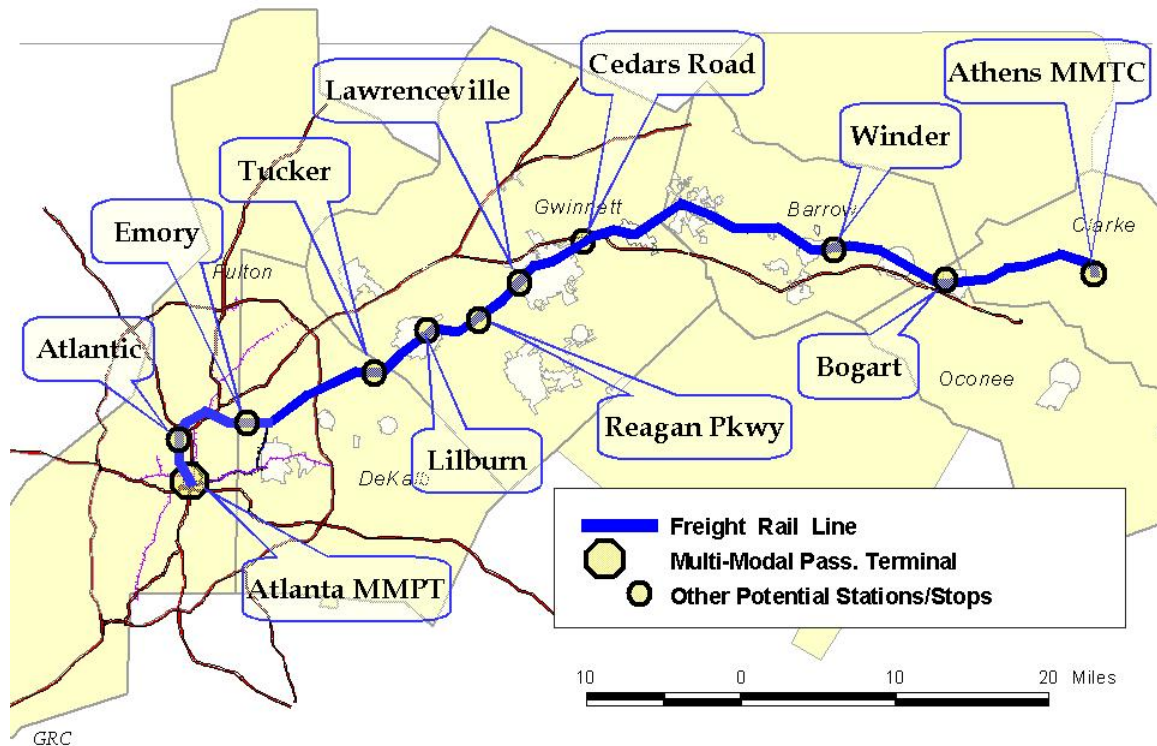 Cedars Road
Athens MMTC
Lawrenceville
Winder
Tucker
Gwinnett
Barrow
Clarke
Emory
Fulton
Atlantic
Bogart
Oconee
Reagan Pkwy
Lilburn
DeKalb
Freight Rail Line
Multi-Modal Pass. Terminal
Other Potential Stations/Stops
Atlanta MMPT
10 0 10 20 Miles
GRC